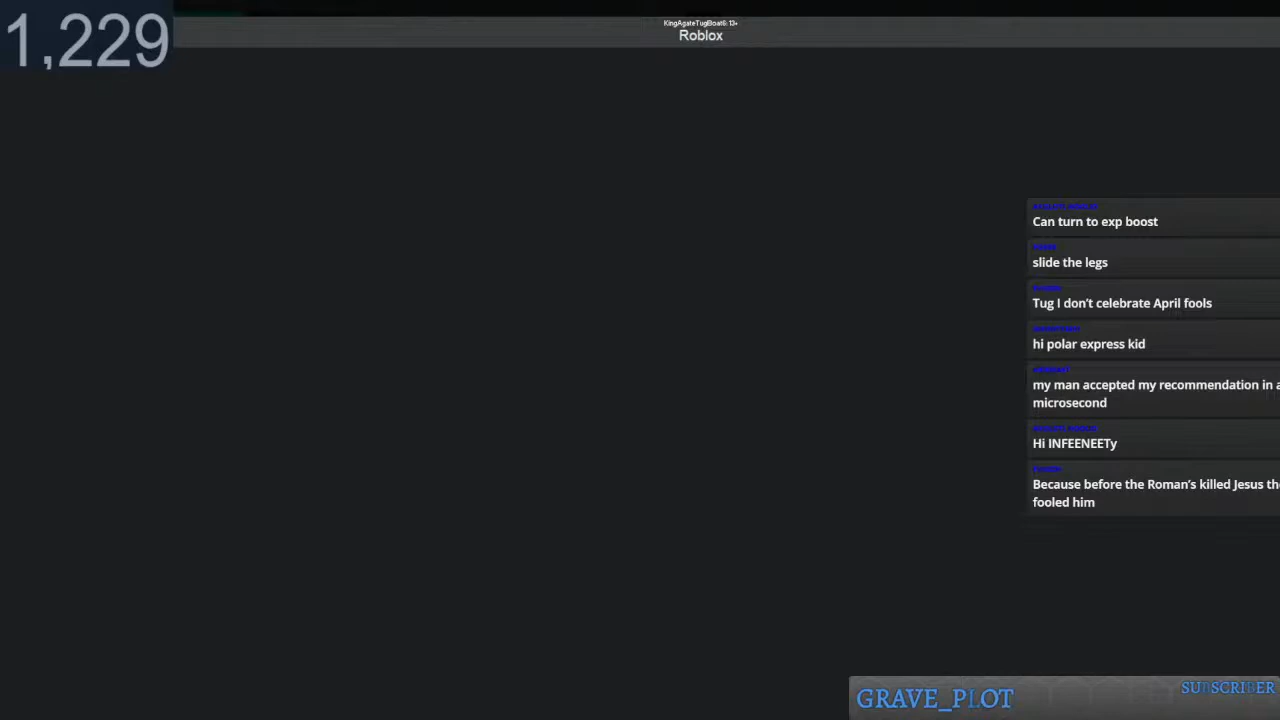 1,229
KingAgateTugBoat6: 13+
Roblox
Can turn to exp boost
slide the legs
Tug I don't celebrate April fools
hi polar express kid
my man accepted my recommendation in a
microsecond
Hi INFEENEETy
Because before the Roman's killed Jesus the
fooled him
GRAVE_PLOT
SUBSCRIBER